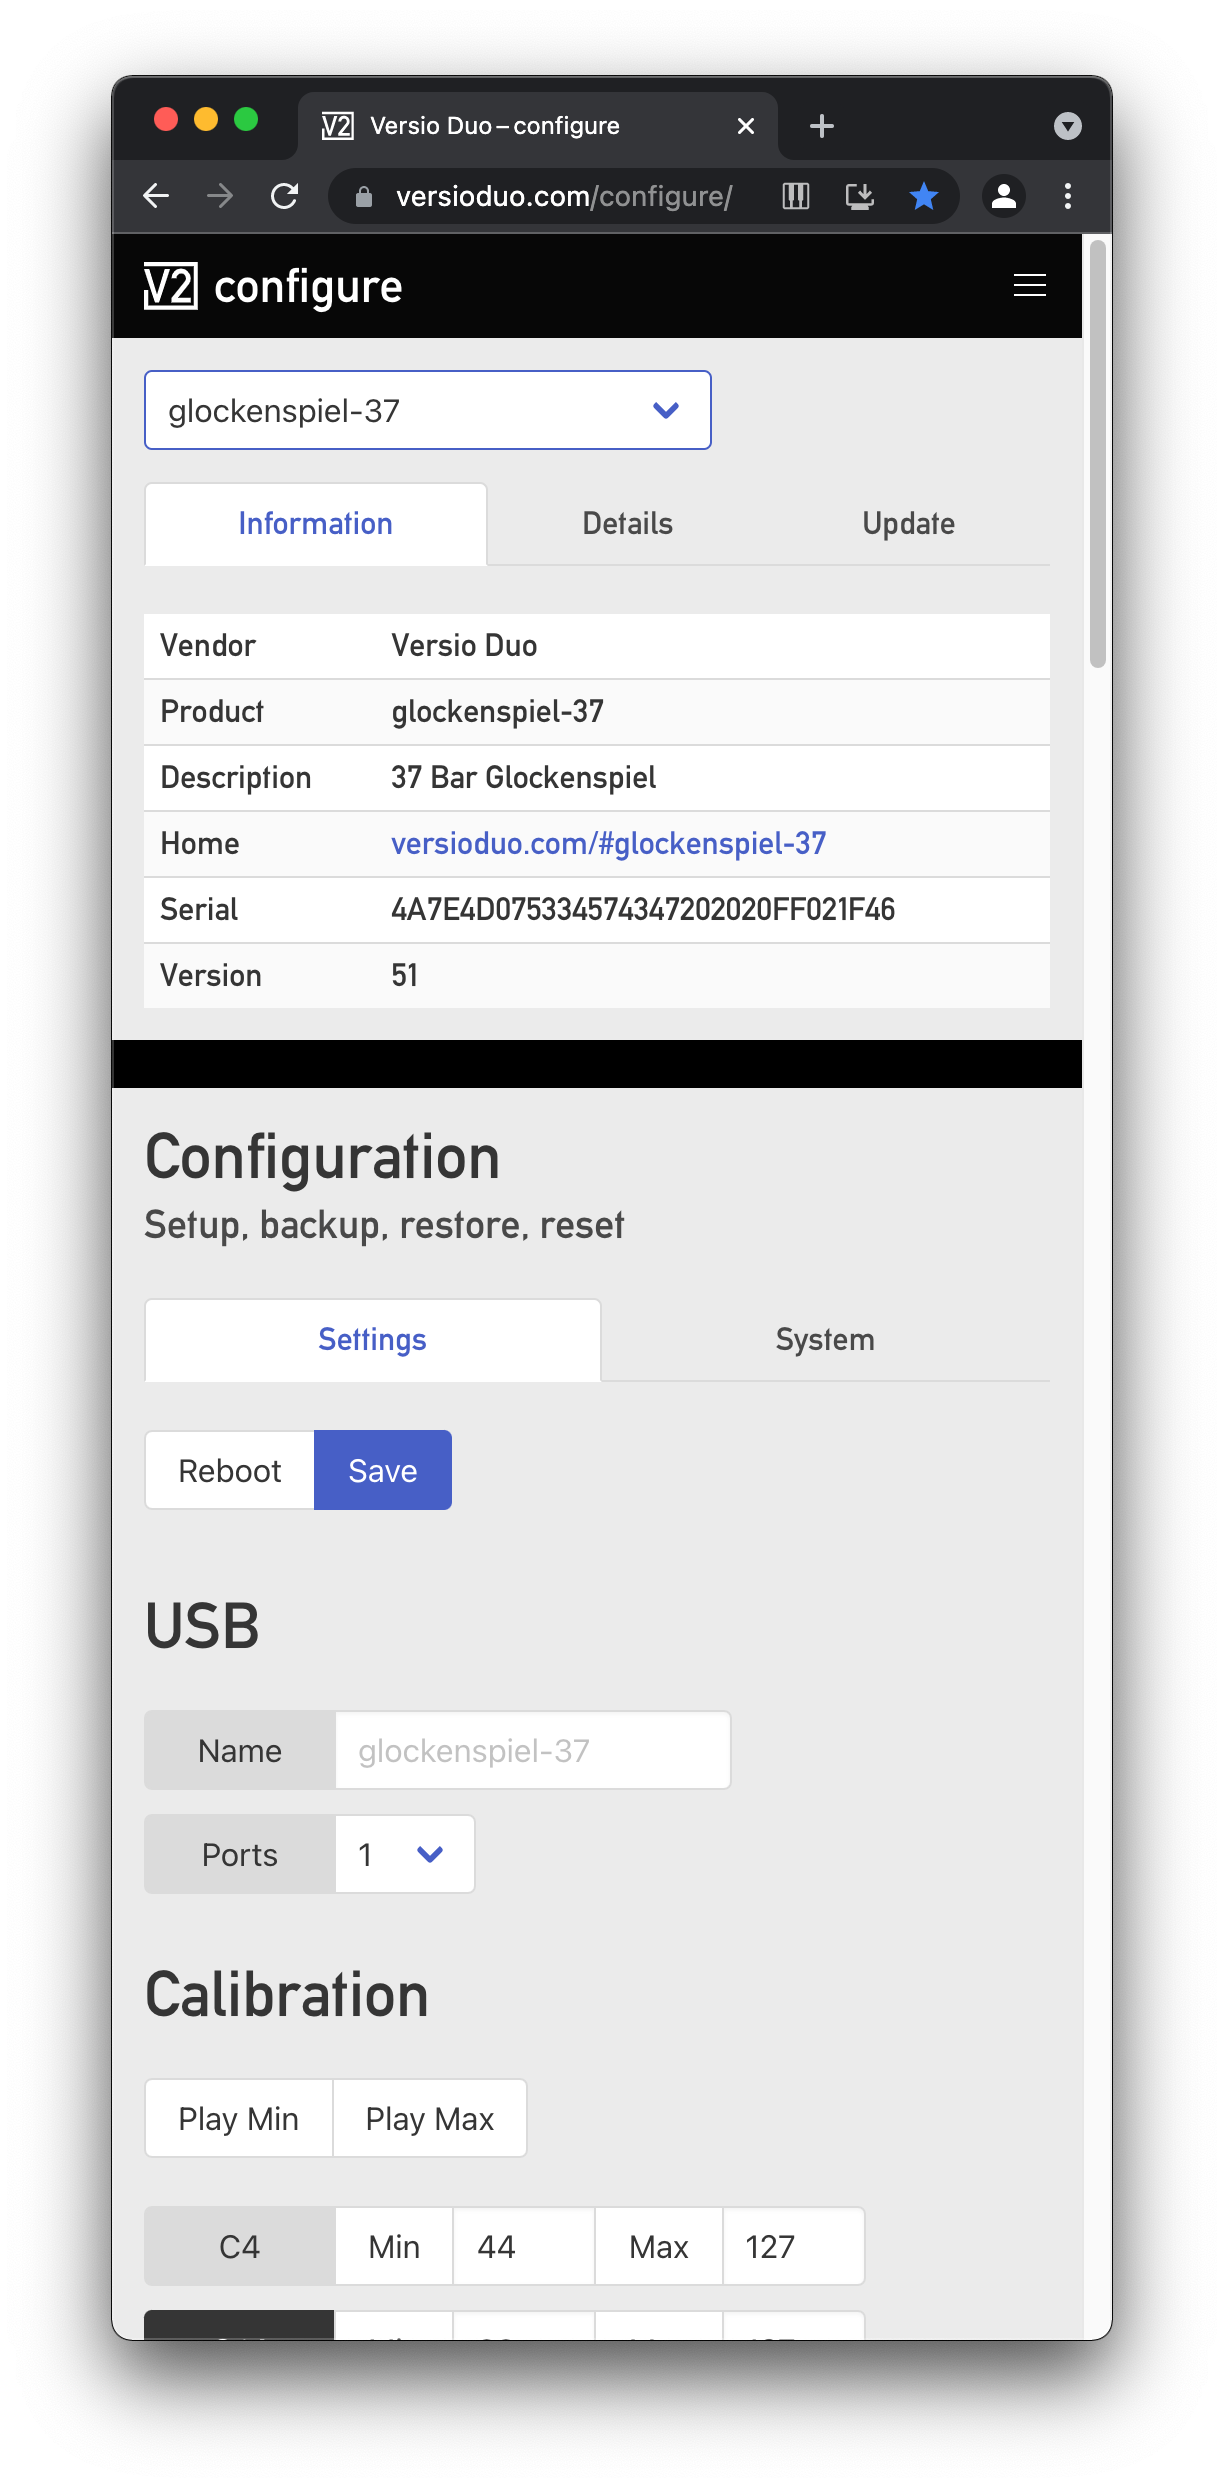 V2 Versio Duo – configure
versioduo.com/configure/
V2 configure
glockenspiel-37
Information Details Update
Vendor Versio Duo
Product glockenspiel-37
Description 37 Bar Glockenspiel
Home versioduo.com/#glockenspiel-37
Serial 4A7E4D075334574347202020FF021F46
Version 51
Configuration
Setup, backup, restore, reset
Settings System
Reboot Save
USB
Name glockenspiel-37
Ports 1
Calibration
Play Min Play Max
C4 Min 44 Max 127